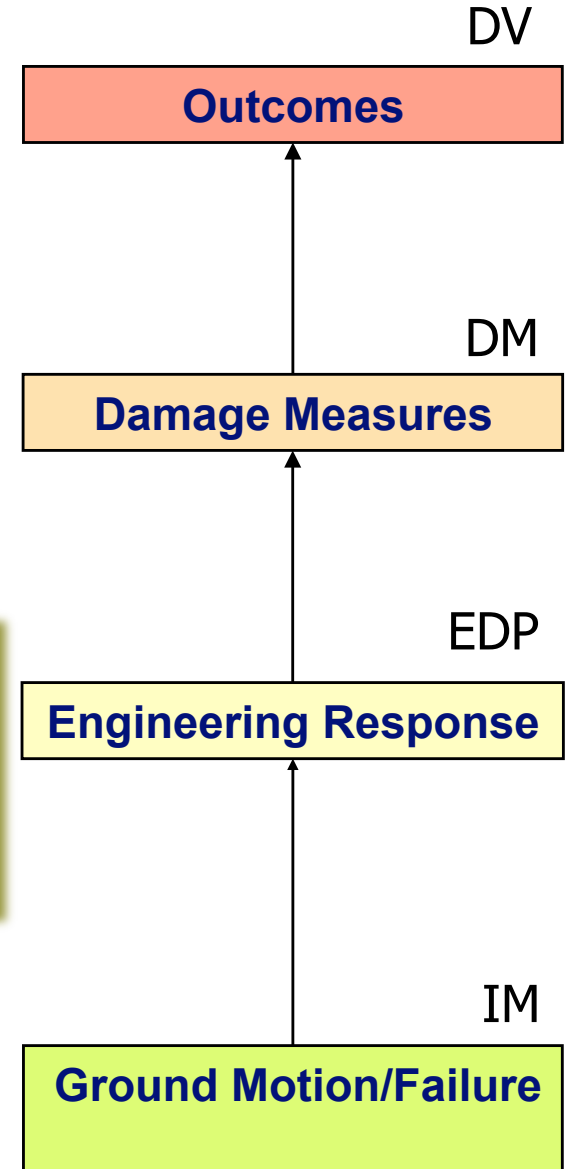 DV
Outcomes
DM
Damage Measures
EDP
Engineering Response
IM
Ground Motion/Failure